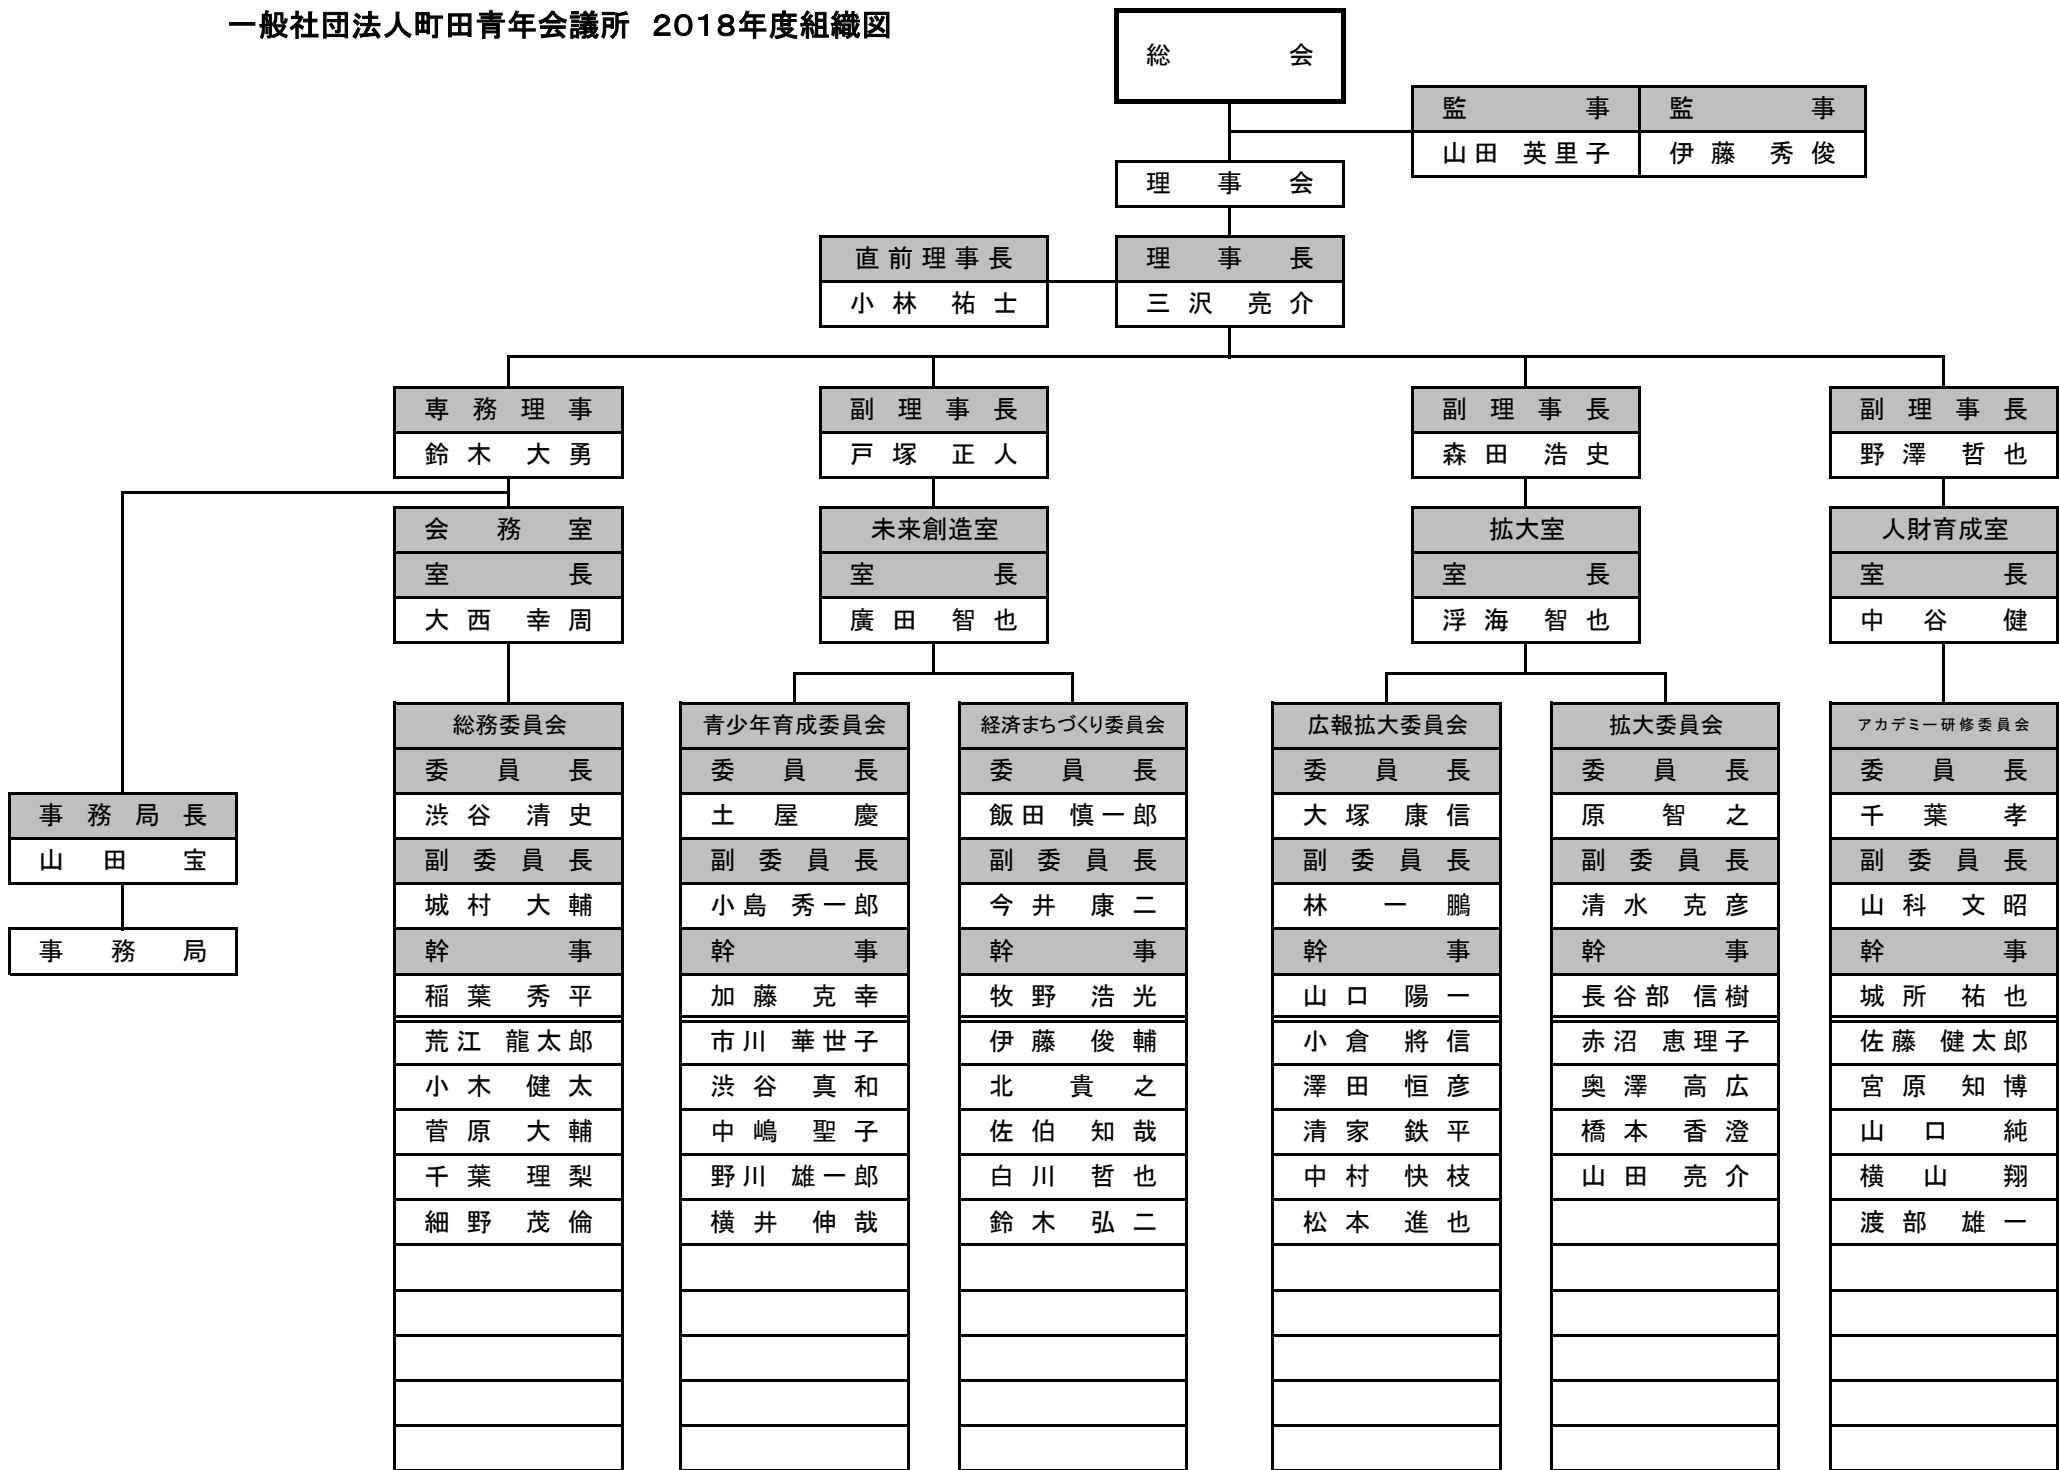 一般社団法人町田青年会議所 2018年度組織図
総会
監事 監事
山田 英里子 伊藤 秀俊
理事会
直前理事長 理事長
小林 祐士 三沢 亮介
専務理事 副理事長 副理事長 副理事長
鈴木 大勇 戸塚 正人 森田 浩史 野澤 哲也
会務室 未来創造室 拡大室 人財育成室
室長 室長 室長 室長
大西 幸周 廣田 智也 浮海 智也 中谷 健
総務委員会 青少年育成委員会 経済まちづくり委員会 広報拡大委員会 拡大委員会 アカデミー研修委員会
委員長 委員長 委員長 委員長 委員長 委員長
事務局長 渋谷 清史 土屋 慶 飯田 慎一郎 大塚 康信 原 智之 千葉 孝
山田 宝 副委員長 副委員長 副委員長 副委員長 副委員長 副委員長
城村 大輔 小島 秀一郎 今井 康二 林 一鵬 清水 克彦 山科 文昭
事務局 幹事 幹事 幹事 幹事 幹事 幹事
稲葉 秀平 加藤 克幸 牧野 浩光 山口 陽一 長谷部 信樹 城所 祐也
荒江 龍太郎 市川 華世子 伊藤 俊輔 小倉 將信 赤沼 恵理子 佐藤 健太郎
小木 健太 渋谷 真和 北 貴之 澤田 恒彦 奥澤 高広 宮原 知博
菅原 大輔 中嶋 聖子 佐伯 知哉 清家 鉄平 橋本 香澄 山口 純
千葉 理梨 野川 雄一郎 白川 哲也 中村 快枝 山田 亮介 横山 翔
細野 茂倫 横井 伸哉 鈴木 弘二 松本 進也 渡部 雄一